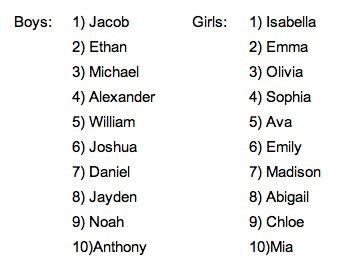 Boys: 1) Jacob Girls: 1) Isabella
2) Ethan 2) Emma
3) Michael 3) Olivia
4) Alexander 4) Sophia
5) William 5) Ava
6) Joshua 6) Emily
7) Daniel 7) Madison
8) Jayden 8) Abigail
9) Noah 9) Chloe
10)Anthony 10)Mia